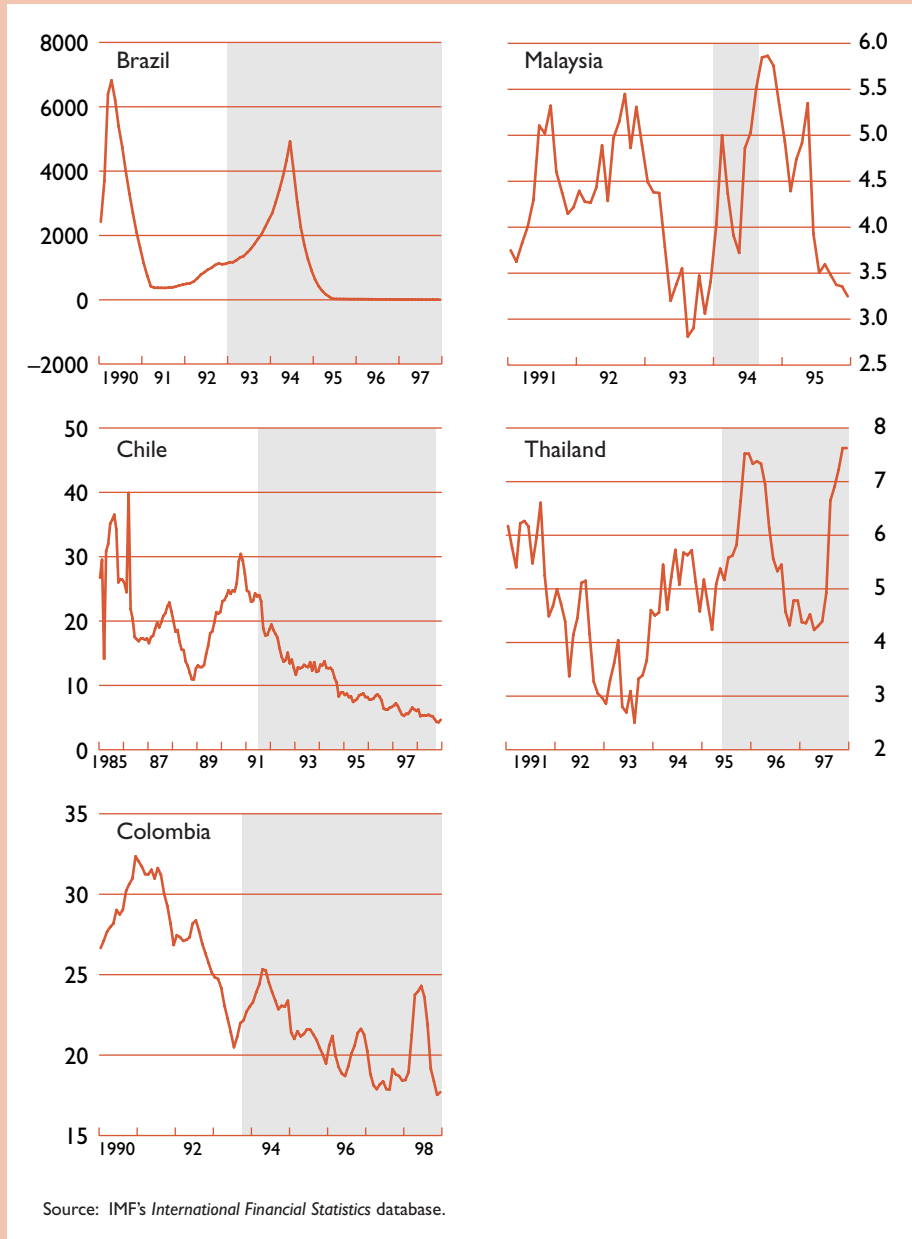 Brazil
8000
6000
4000
2000
0
–2000
1990 91 92 93 94 95 96 97
Malaysia
6.0
5.5
5.0
4.5
4.0
3.5
3.0
2.5
1991 92 93 94 95
Chile
50
40
30
20
10
0
1985 87 89 91 93 95 97
Thailand
8
7
6
5
4
3
2
1991 92 93 94 95 96 97
Colombia
35
30
25
20
15
1990 92 94 96 98
Source: IMF's International Financial Statistics database.